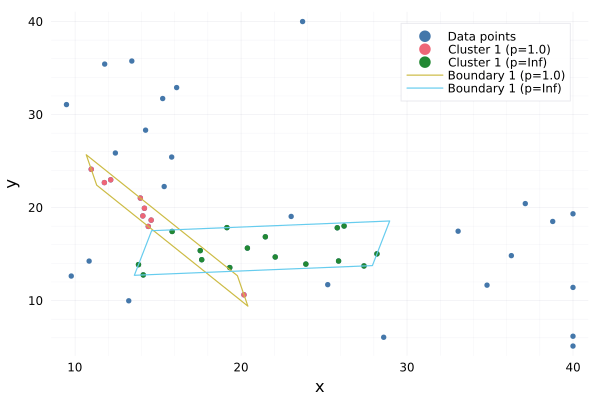 40
30
20
10
y
10
20
30
40
x
Data points
Cluster 1 (p=1.0)
Cluster 1 (p=Inf)
Boundary 1 (p=1.0)
Boundary 1 (p=Inf)